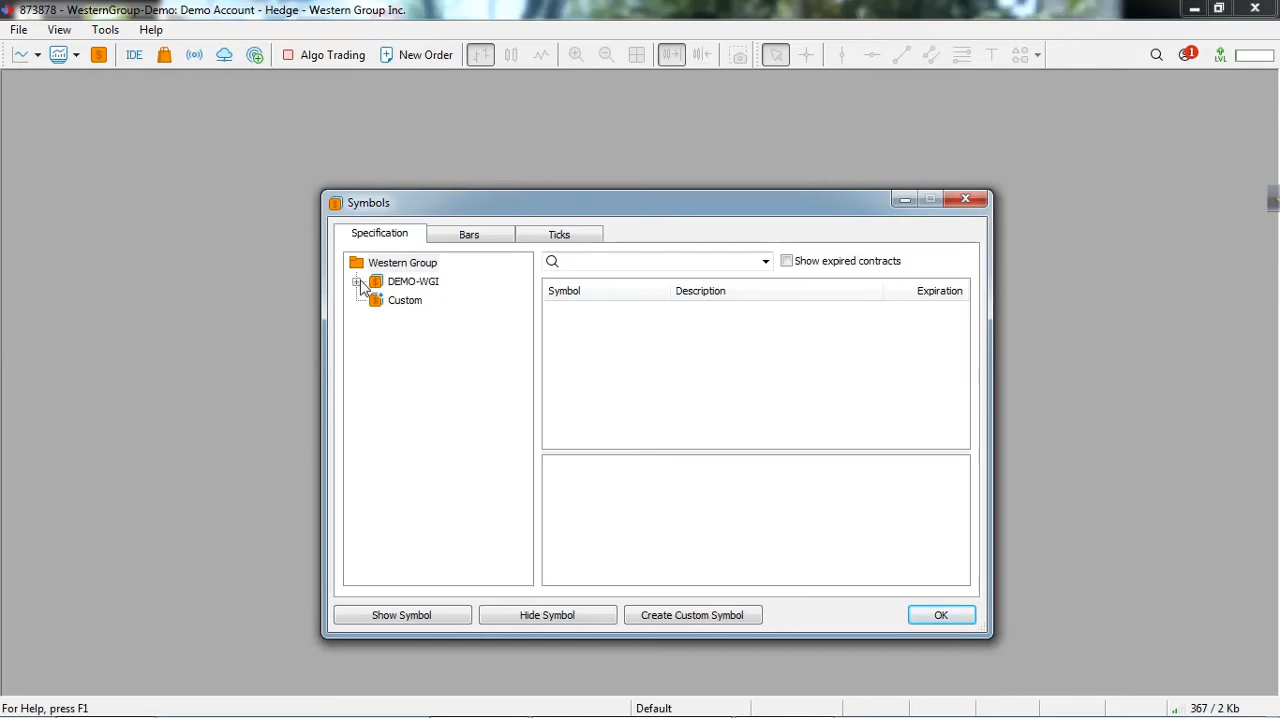 873878 - WesternGroup-Demo: Demo Account - Hedge - Western Group Inc.
File View Tools Help
IDE Algo Trading New Order 1 LVL
Symbols
Specification Bars Ticks
Western Group
DEMO-WGI
Custom
Show expired contracts
Symbol Description Expiration
Show Symbol Hide Symbol Create Custom Symbol OK
For Help, press F1 Default 367 / 2 Kb